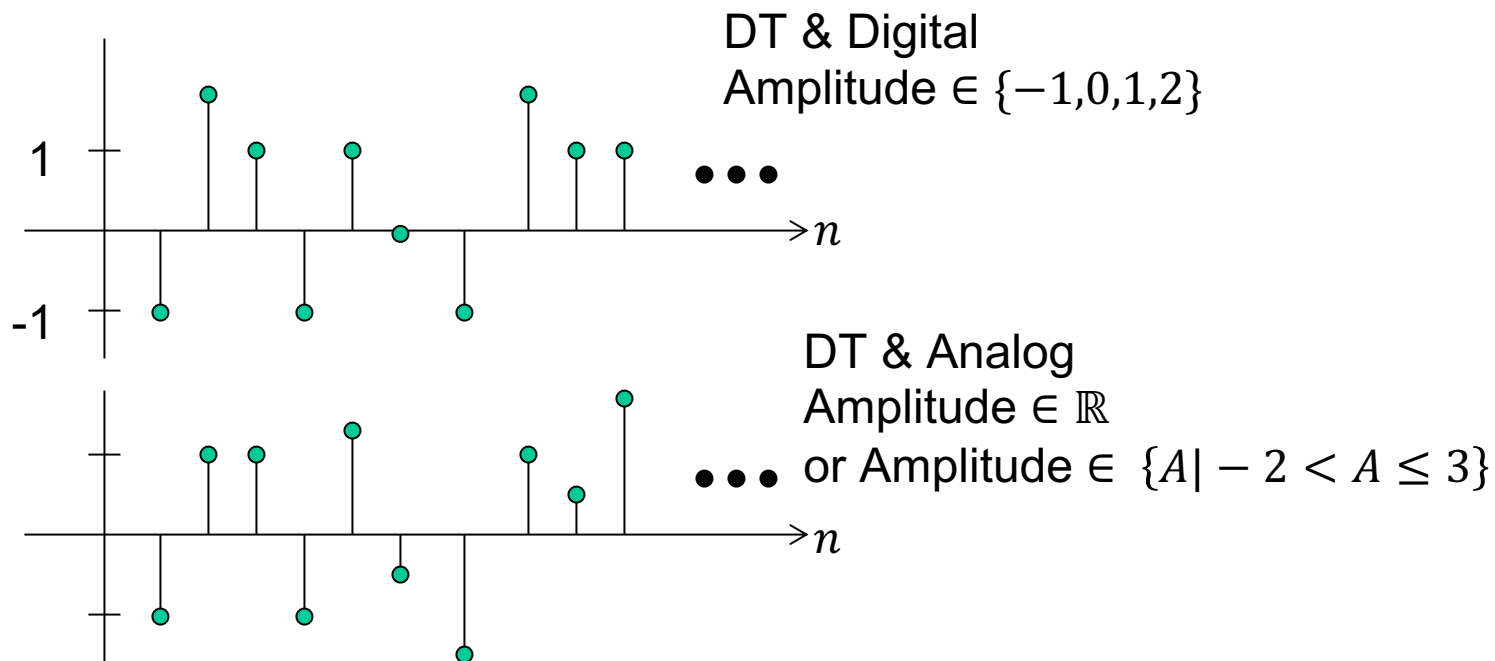 DT & Digital
Amplitude ∈ {−1,0,1,2}
1
n
-1
DT & Analog
Amplitude ∈ ℝ
or Amplitude ∈ {A| − 2 < A ≤ 3}
n